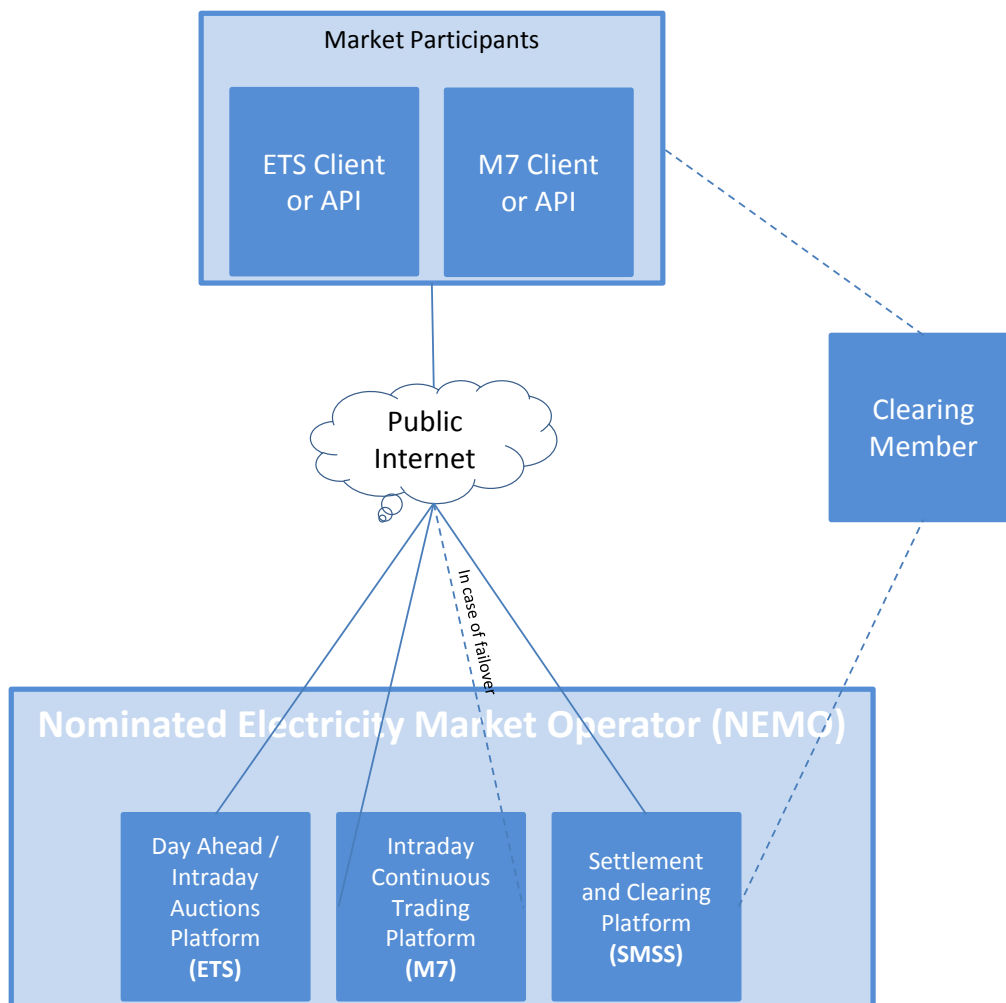 Market Participants
ETS Client
or API
M7 Client
or API
Public
Internet
Clearing
Member
In case of failover
Nominated Electricity Market Operator (NEMO)
Day Ahead /
Intraday
Auctions
Platform
(ETS)
Intraday
Continuous
Trading
Platform
(M7)
Settlement
and Clearing
Platform
(SMSS)